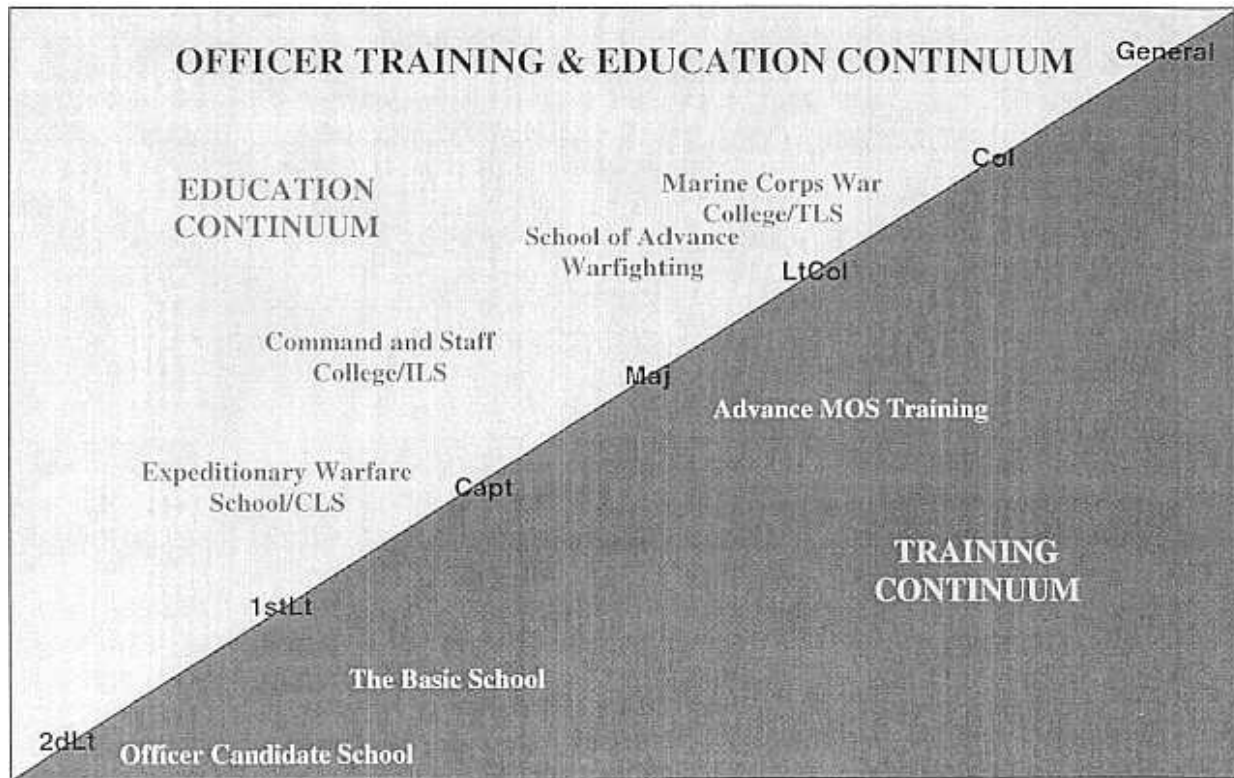 OFFICER TRAINING & EDUCATION CONTINUUM
General
Col
EDUCATION
CONTINUUM
Marine Corps War
College/TLS
School of Advance
Warfighting
LtCol
Command and Staff
College/ILS
Maj
Advance MOS Training
Expeditionary Warfare
School/CLS
Capt
TRAINING
CONTINUUM
1stLt
The Basic School
2dLt
Officer Candidate School